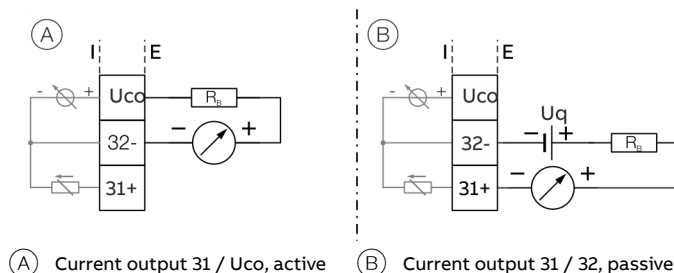 A
I E
- + Uco R_B
32- - +
31+
B
I E
- + Uco
Uq
32- - + R_B
31+ - +
A Current output 31 / Uco, active
B Current output 31 / 32, passive